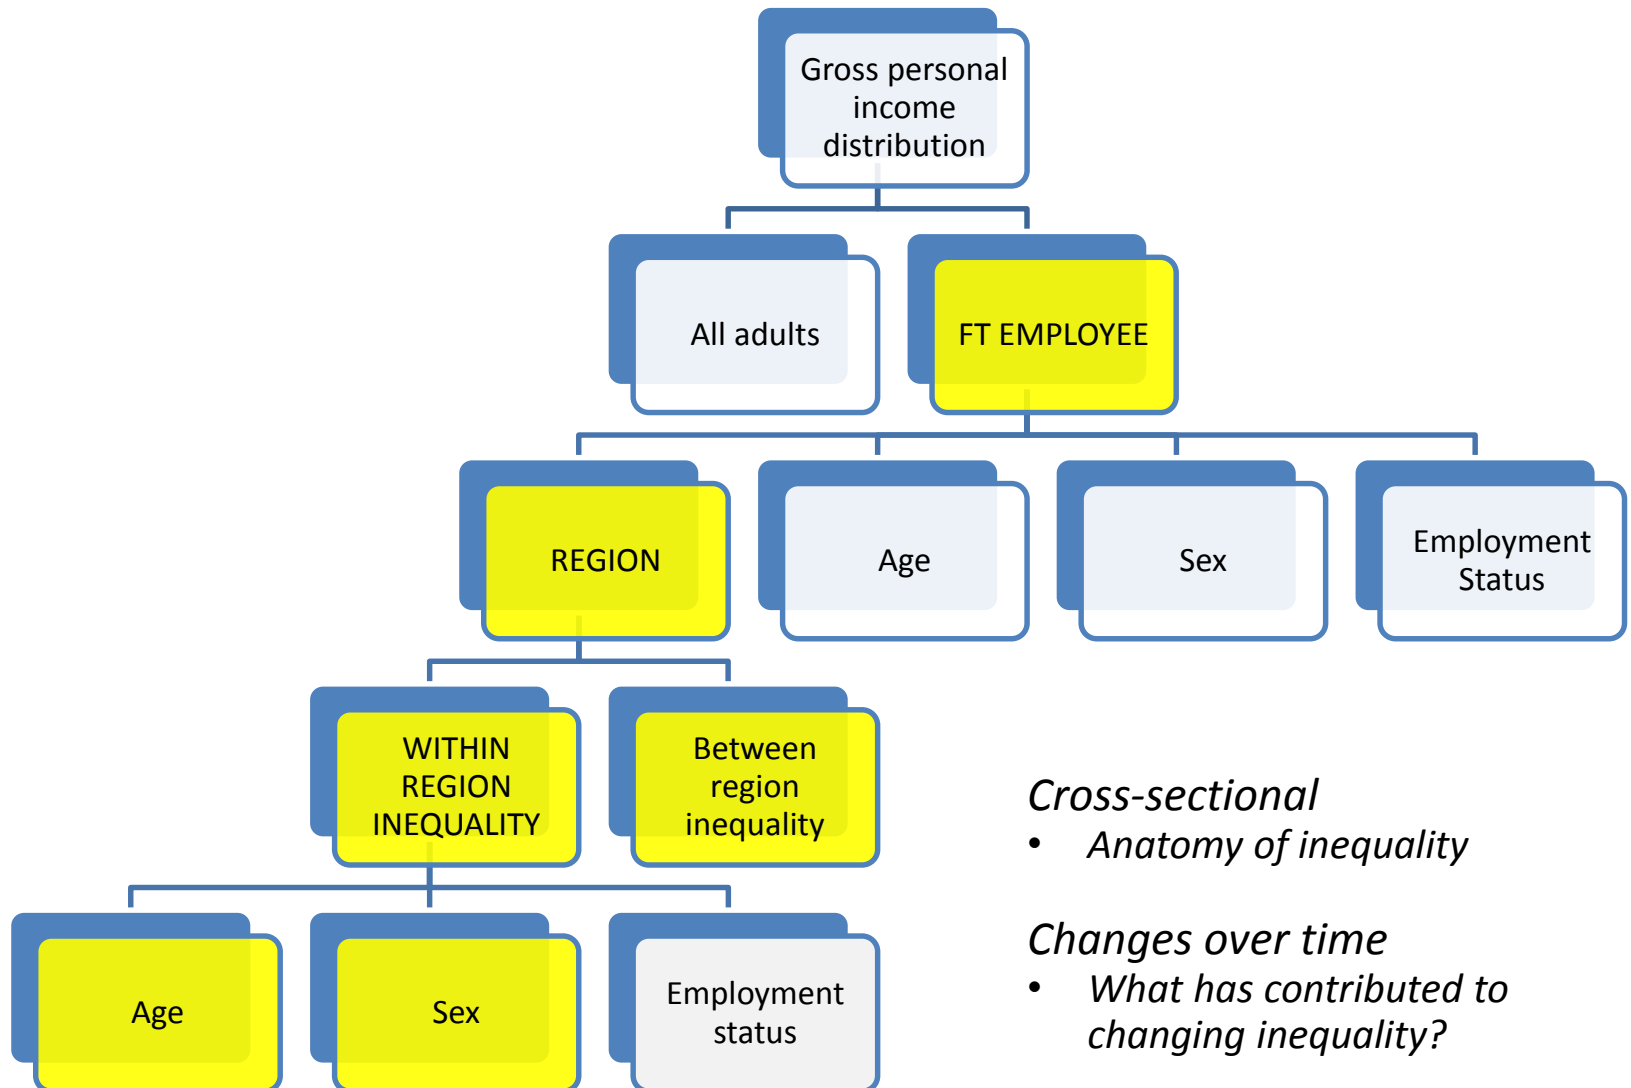 Gross personal
income
distribution
All adults
FT EMPLOYEE
REGION
Age
Sex
Employment
Status
WITHIN
REGION
INEQUALITY
Between
region
inequality
Cross-sectional
• Anatomy of inequality
Changes over time
• What has contributed to
changing inequality?
Age
Sex
Employment
status